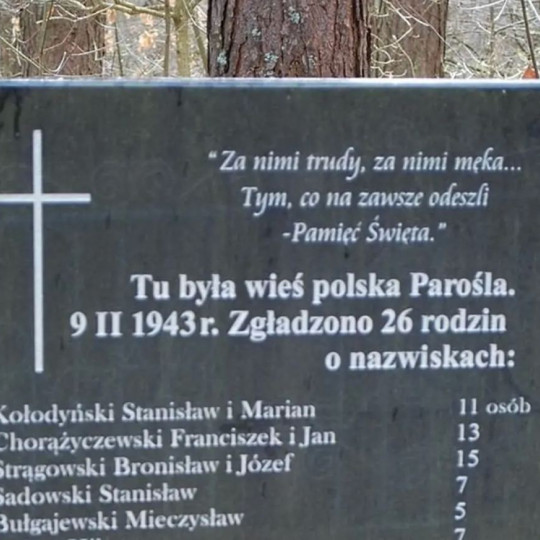 “Za nimi trudy, za nimi męka...
Tym, co na zawsze odeszli
-Pamięć Święta.”
Tu była wieś polska Parośla.
9 II 1943r. Zgładzono 26 rodzin
o nazwiskach:
Kołodyński Stanisław i Marian 11 osób
Chorążyczewski Franciszek i Jan 13
Strągowski Bronisław i Józef 15
Sadowski Stanisław 7
Bułgajewski Mieczysław 5
7